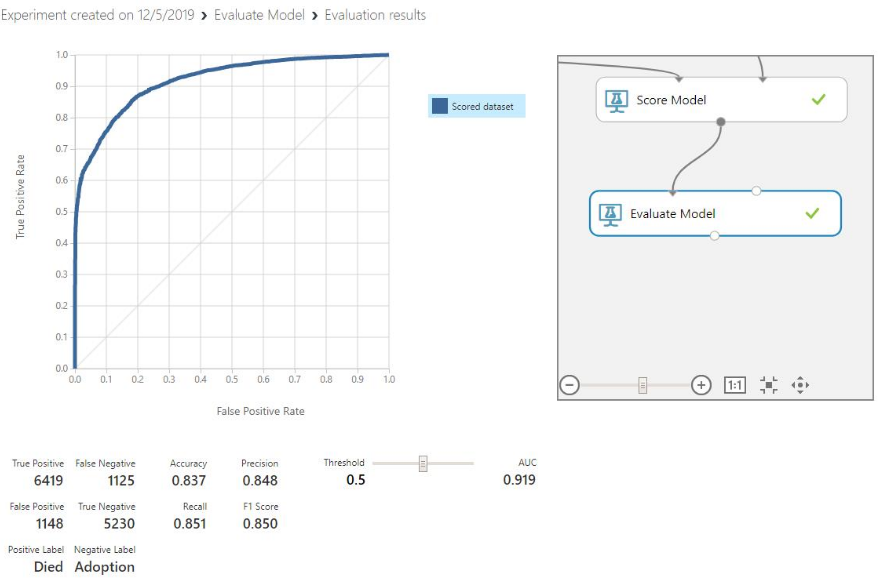 Experiment created on 12/5/2019 › Evaluate Model › Evaluation results
1.0
0.9
0.8
0.7
0.6
0.5
0.4
0.3
0.2
0.1
0.0
True Positive Rate
0.0 0.1 0.2 0.3 0.4 0.5 0.6 0.7 0.8 0.9 1.0
False Positive Rate
Scored dataset
Score Model
Evaluate Model
1:1
True Positive False Negative Accuracy Precision Threshold AUC
6419 1125 0.837 0.848 0.5 0.919
False Positive True Negative Recall F1 Score
1148 5230 0.851 0.850
Positive Label Negative Label
Died Adoption